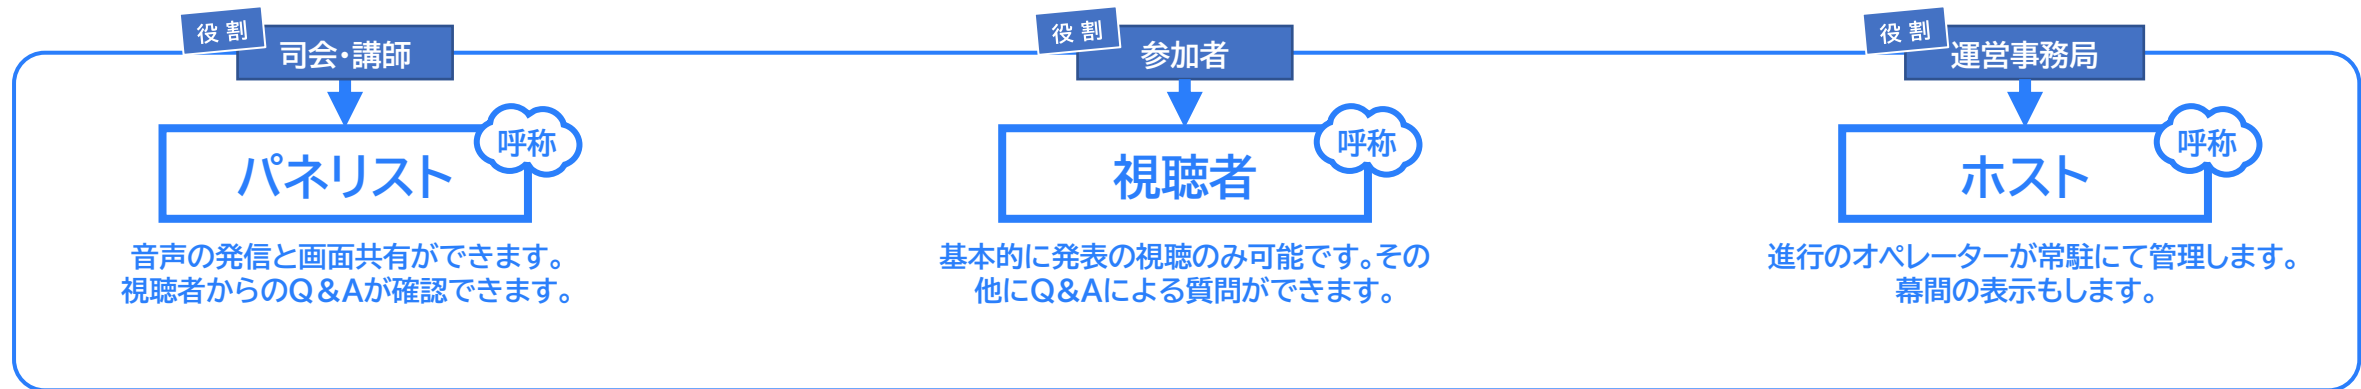 役割
司会・講師
呼称
パネリスト
音声の発信と画面共有ができます。
視聴者からのQ&Aが確認できます。
役割
参加者
呼称
視聴者
基本的に発表の視聴のみ可能です。その
他にQ&Aによる質問ができます。
役割
運営事務局
呼称
ホスト
進行のオペレーターが常駐にて管理します。
幕間の表示もします。